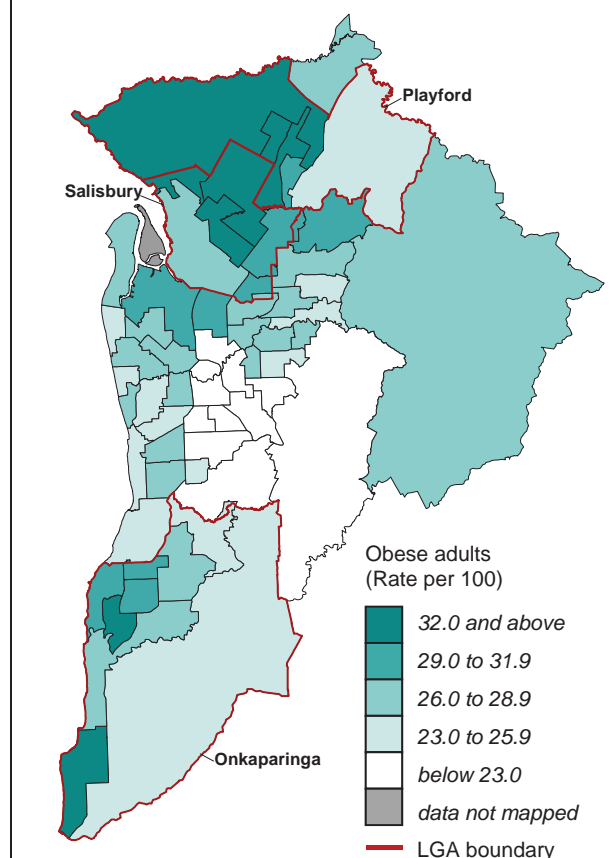 Playford
Salisbury
Obese adults
(Rate per 100)
32.0 and above
29.0 to 31.9
26.0 to 28.9
23.0 to 25.9
below 23.0
data not mapped
Onkaparinga
LGA boundary